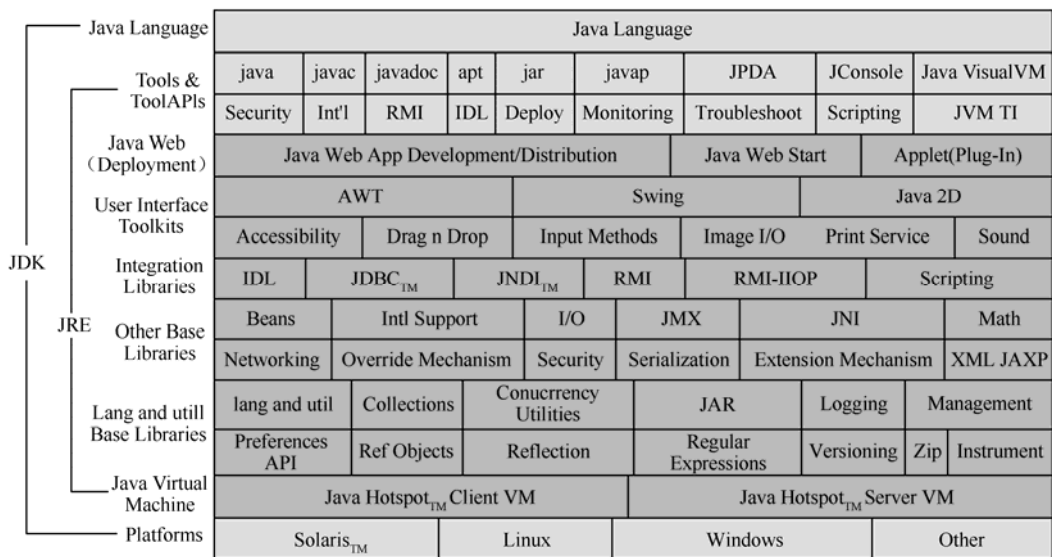 Java Language Java Language
Tools & java javac javadoc apt jar javap JPDA JConsole Java VisualVM
ToolAPls Security Int'l RMI IDL Deploy Monitoring Troubleshoot Scripting JVM TI
Java Web
（Deployment） Java Web App Development/Distribution Java Web Start Applet(Plug-In)
User Interface AWT Swing Java 2D
Toolkits Accessibility Drag n Drop Input Methods Image I/O Print Service Sound
JDK
Integration
Libraries IDL JDBCTM JNDITM RMI RMI-IIOP Scripting
JRE
Other Base Beans Intl Support I/O JMX JNI Math
Libraries Networking Override Mechanism Security Serialization Extension Mechanism XML JAXP
Lang and utill lang and util Collections Conucrrency Utilities JAR Logging Management
Base Libraries Preferences API Ref Objects Reflection Regular Expressions Versioning Zip Instrument
Java Virtual
Machine Java HotspotTM Client VM Java HotspotTM Server VM
Platforms SolarisTM Linux Windows Other